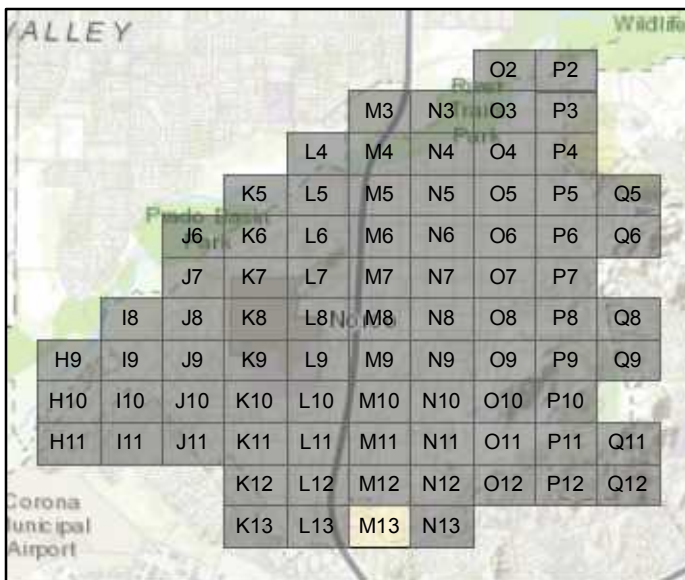 VALLEY
Wildlife
O2 P2
River
M3 N3 O3 P3
Trails
Park
L4 M4 N4 O4 P4
K5 L5 M5 N5 O5 P5 Q5
Prado Basin
Park
J6 K6 L6 M6 N6 O6 P6 Q6
J7 K7 L7 M7 N7 O7 P7
I8 J8 K8 L8 M8 N8 O8 P8 Q8
Norco
H9 I9 J9 K9 L9 M9 N9 O9 P9 Q9
H10 I10 J10 K10 L10 M10 N10 O10 P10
H11 I11 J11 K11 L11 M11 N11 O11 P11 Q11
K12 L12 M12 N12 O12 P12 Q12
Corona
Municipal
Airport
K13 L13 M13 N13